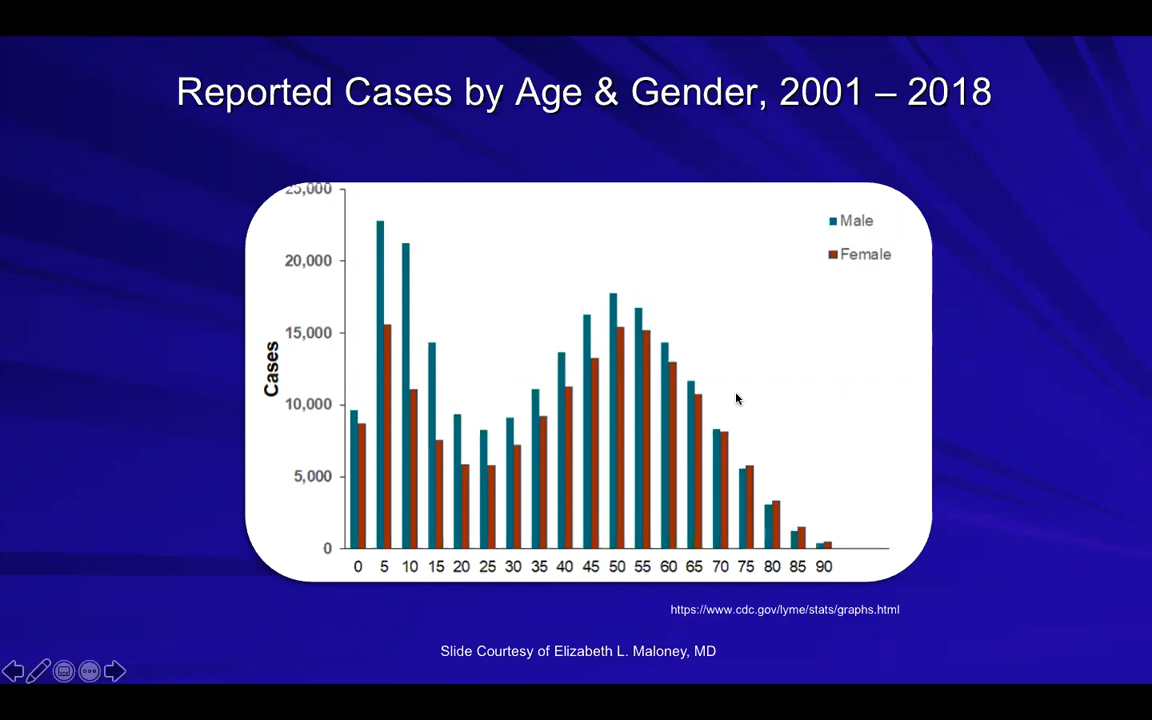 Reported Cases by Age & Gender, 2001 – 2018
25,000
Male
Female
20,000
15,000
Cases
10,000
5,000
0
0 5 10 15 20 25 30 35 40 45 50 55 60 65 70 75 80 85 90
https://www.cdc.gov/lyme/stats/graphs.html
Slide Courtesy of Elizabeth L. Maloney, MD